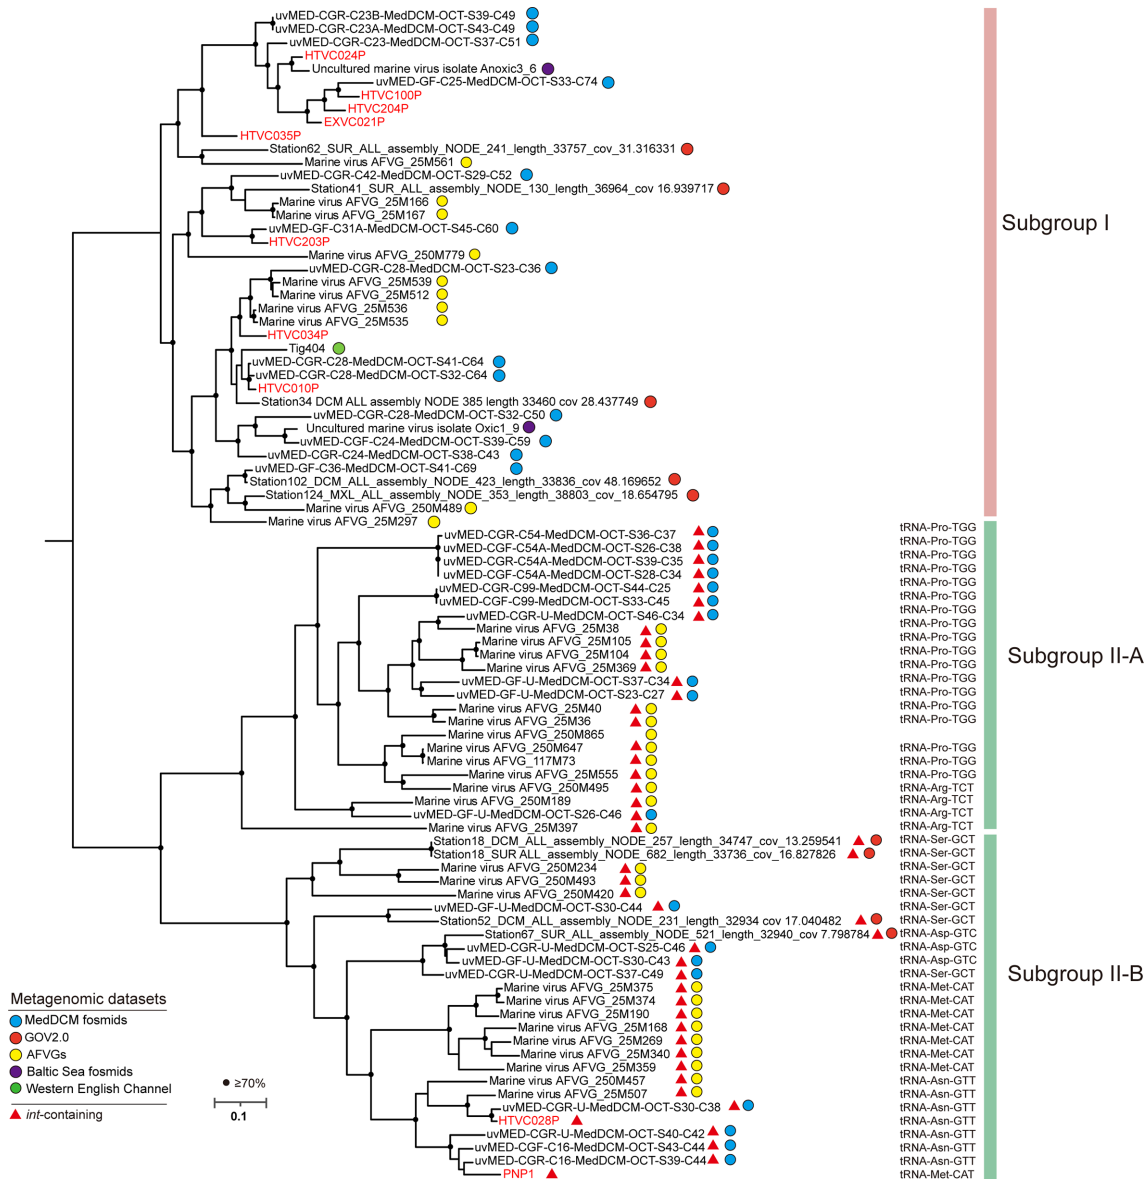 uvMED-CGR-C23B-MedDCM-OCT-S39-C49
uvMED-CGR-C23A-MedDCM-OCT-S43-C49
uvMED-CGR-C23-MedDCM-OCT-S37-C51
HTVC024P
Uncultured marine virus isolate Anoxic3_6
uvMED-GF-C25-MedDCM-OCT-S33-C74
HTVC100P
HTVC204P
EXVC021P
HTVC035P
Station62_SUR_ALL_assembly_NODE_241_length_33757_cov_31.316331
Marine virus AFVG_25M561
uvMED-CGR-C42-MedDCM-OCT-S29-C52
Station41_SUR_ALL_assembly_NODE_130_length_36964_cov 16.939717
Marine virus AFVG_25M166
Marine virus AFVG_25M167
uvMED-GF-C31A-MedDCM-OCT-S45-C60
HTVC203P
Marine virus AFVG_250M779
uvMED-CGR-C28-MedDCM-OCT-S23-C36
Marine virus AFVG_25M539
Marine virus AFVG_25M512
Marine virus AFVG_25M536
Marine virus AFVG_25M535
HTVC034P
Tig404
uvMED-CGR-C28-MedDCM-OCT-S41-C64
uvMED-CGR-C28-MedDCM-OCT-S32-C64
HTVC010P
Station34_DCM_ALL_assembly_NODE_385_length_33460_cov_28.437749
uvMED-CGR-C28-MedDCM-OCT-S32-C50
Uncultured marine virus isolate Oxic1_9
uvMED-CGF-C24-MedDCM-OCT-S39-C59
uvMED-CGR-C24-MedDCM-OCT-S38-C43
uvMED-GF-C36-MedDCM-OCT-S41-C69
Station102_DCM_ALL_assembly_NODE_423_length_33836_cov_48.169652
Station124_MXL_ALL_assembly_NODE_353_length_38803_cov_18.654795
Marine virus AFVG_250M489
Marine virus AFVG_25M297
Subgroup I
uvMED-CGR-C54-MedDCM-OCT-S36-C37 tRNA-Pro-TGG
uvMED-CGF-C54A-MedDCM-OCT-S26-C38 tRNA-Pro-TGG
uvMED-CGR-C54A-MedDCM-OCT-S39-C35 tRNA-Pro-TGG
uvMED-CGF-C54A-MedDCM-OCT-S28-C34 tRNA-Pro-TGG
uvMED-CGR-C99-MedDCM-OCT-S44-C25 tRNA-Pro-TGG
uvMED-CGF-C99-MedDCM-OCT-S33-C45 tRNA-Pro-TGG
uvMED-CGR-U-MedDCM-OCT-S46-C34 tRNA-Pro-TGG
Marine virus AFVG_25M38 tRNA-Pro-TGG
Marine virus AFVG_25M105 tRNA-Pro-TGG
Marine virus AFVG_25M104 tRNA-Pro-TGG
Marine virus AFVG_25M369 tRNA-Pro-TGG
uvMED-GF-U-MedDCM-OCT-S37-C34 tRNA-Pro-TGG
uvMED-GF-U-MedDCM-OCT-S23-C27 tRNA-Pro-TGG
Marine virus AFVG_25M40 tRNA-Pro-TGG
Marine virus AFVG_25M36 tRNA-Pro-TGG
Marine virus AFVG_250M865
Marine virus AFVG_250M647 tRNA-Pro-TGG
Marine virus AFVG_117M73 tRNA-Pro-TGG
Marine virus AFVG_25M555 tRNA-Pro-TGG
Marine virus AFVG_250M495 tRNA-Arg-TCT
Marine virus AFVG_250M189 tRNA-Arg-TCT
uvMED-GF-U-MedDCM-OCT-S26-C46 tRNA-Arg-TCT
Marine virus AFVG_25M397 tRNA-Arg-TCT
Subgroup II-A
Station18_DCM_ALL_assembly_NODE_257_length_34747_cov_13.259541 tRNA-Ser-GCT
Station18_SUR ALL_assembly_NODE_682_length_33736_cov_16.827826 tRNA-Ser-GCT
Marine virus AFVG_250M234 tRNA-Ser-GCT
Marine virus AFVG_250M493 tRNA-Ser-GCT
Marine virus AFVG_250M420 tRNA-Ser-GCT
uvMED-GF-U-MedDCM-OCT-S30-C44 tRNA-Ser-GCT
Station52_DCM_ALL_assembly_NODE_231_length_32934 cov 17.040482 tRNA-Ser-GCT
Station67_SUR_ALL_assembly_NODE_521_length_32940_cov 7.798784 tRNA-Asp-GTC
uvMED-CGR-U-MedDCM-OCT-S25-C46 tRNA-Asp-GTC
uvMED-GF-U-MedDCM-OCT-S30-C43 tRNA-Asp-GTC
uvMED-CGR-U-MedDCM-OCT-S37-C49 tRNA-Ser-GCT
Marine virus AFVG_25M375 tRNA-Met-CAT
Marine virus AFVG_25M374 tRNA-Met-CAT
Marine virus AFVG_25M190 tRNA-Met-CAT
Marine virus AFVG_25M168 tRNA-Met-CAT
Marine virus AFVG_25M269 tRNA-Met-CAT
Marine virus AFVG_25M340 tRNA-Met-CAT
Marine virus AFVG_25M359 tRNA-Met-CAT
Marine virus AFVG_250M457 tRNA-Asn-GTT
Marine virus AFVG_25M507 tRNA-Asn-GTT
uvMED-CGR-U-MedDCM-OCT-S30-C38 tRNA-Asn-GTT
HTVC028P tRNA-Asn-GTT
uvMED-CGR-U-MedDCM-OCT-S40-C42 tRNA-Asn-GTT
uvMED-CGF-C16-MedDCM-OCT-S43-C44 tRNA-Asn-GTT
uvMED-CGR-C16-MedDCM-OCT-S39-C44 tRNA-Asn-GTT
PNP1 tRNA-Met-CAT
Subgroup II-B
Metagenomic datasets
MedDCM fosmids
GOV2.0
AFVGs
Baltic Sea fosmids
Western English Channel
int-containing
≥70%
0.1